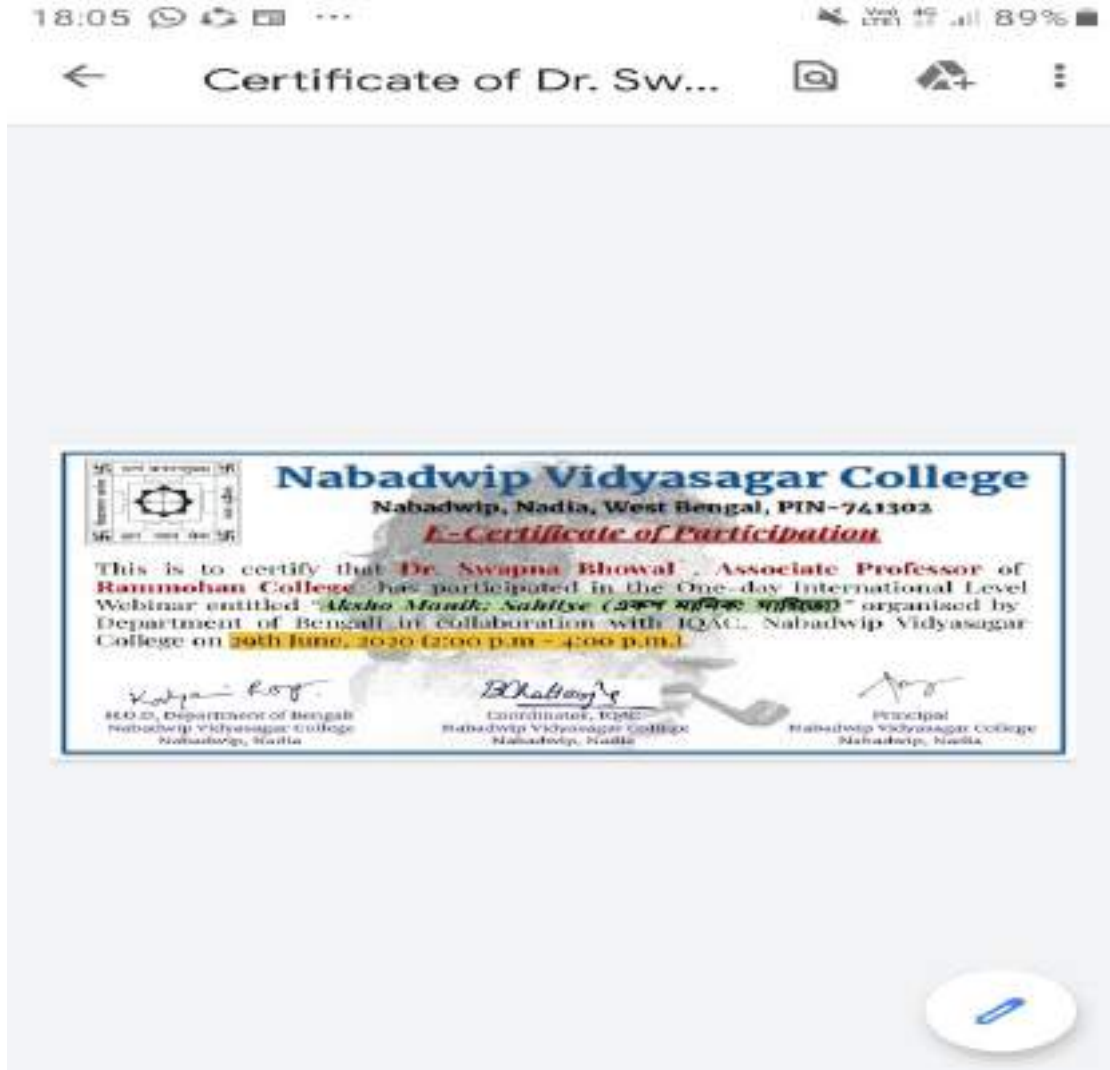 18:05
89%
Certificate of Dr. Sw...
Nabadwip Vidyasagar College
Nabadwip, Nadia, West Bengal, PIN-741302
E-Certificate of Participation
This is to certify that Dr. Swapna Bhowal , Associate Professor of
Rammohan College has participated in the One-day International Level
Webinar entitled "Aksho Manik: Sahitye (একশ মানিক: সাহিত্যে)" organised by
Department of Bengali in collaboration with IQAC, Nabadwip Vidyasagar
College on 29th June, 2020 (2:00 p.m - 4:00 p.m.)
H.O.D, Department of Bengali
Nabadwip Vidyasagar College
Nabadwip, Nadia
Coordinator, IQAC
Nabadwip Vidyasagar College
Nabadwip, Nadia
Principal
Nabadwip Vidyasagar College
Nabadwip, Nadia